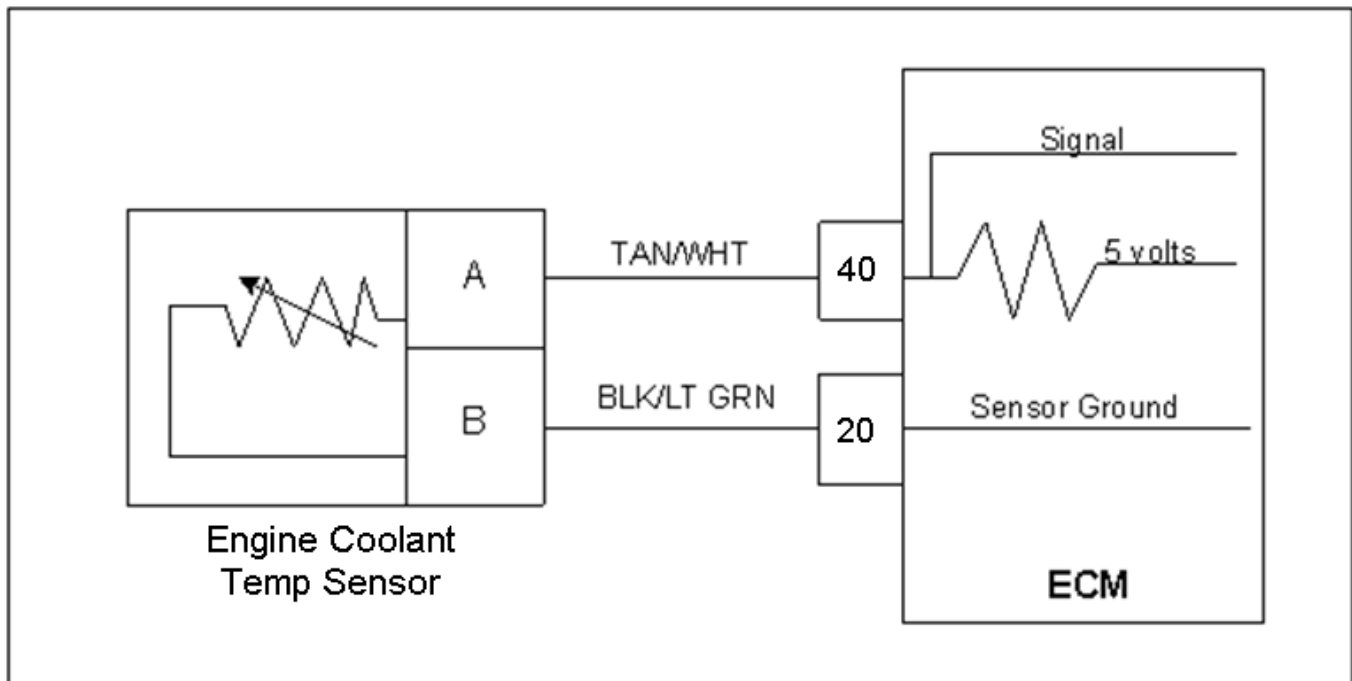 Signal
5 volts
A
TAN/WHT
40
B
BLK/LT GRN
20
Sensor Ground
Engine Coolant
Temp Sensor
ECM